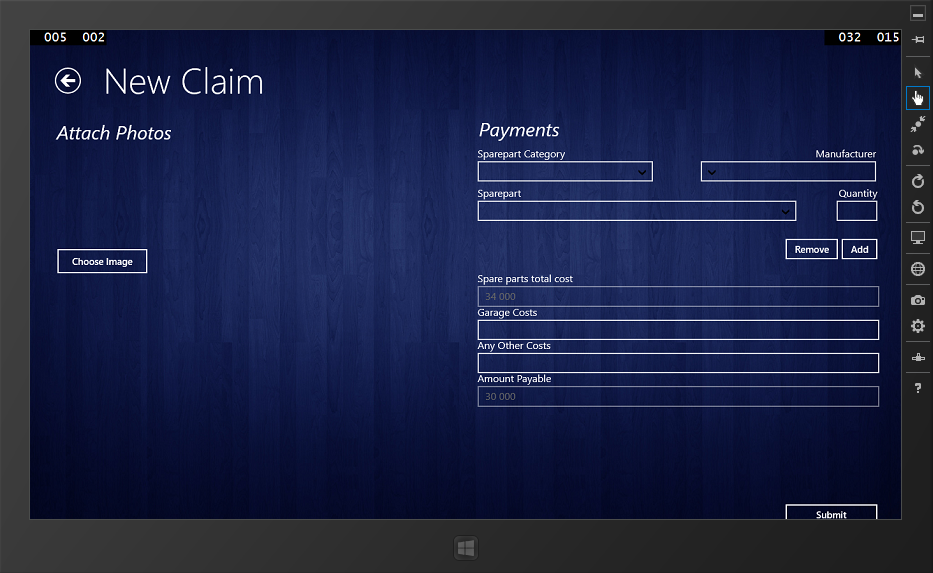 005 002 032 015
New Claim
Attach Photos
Payments
Sparepart Category Manufacturer
Sparepart Quantity
Remove Add
Choose Image
Spare parts total cost
34 000
Garage Costs
Any Other Costs
Amount Payable
30 000
Submit
?